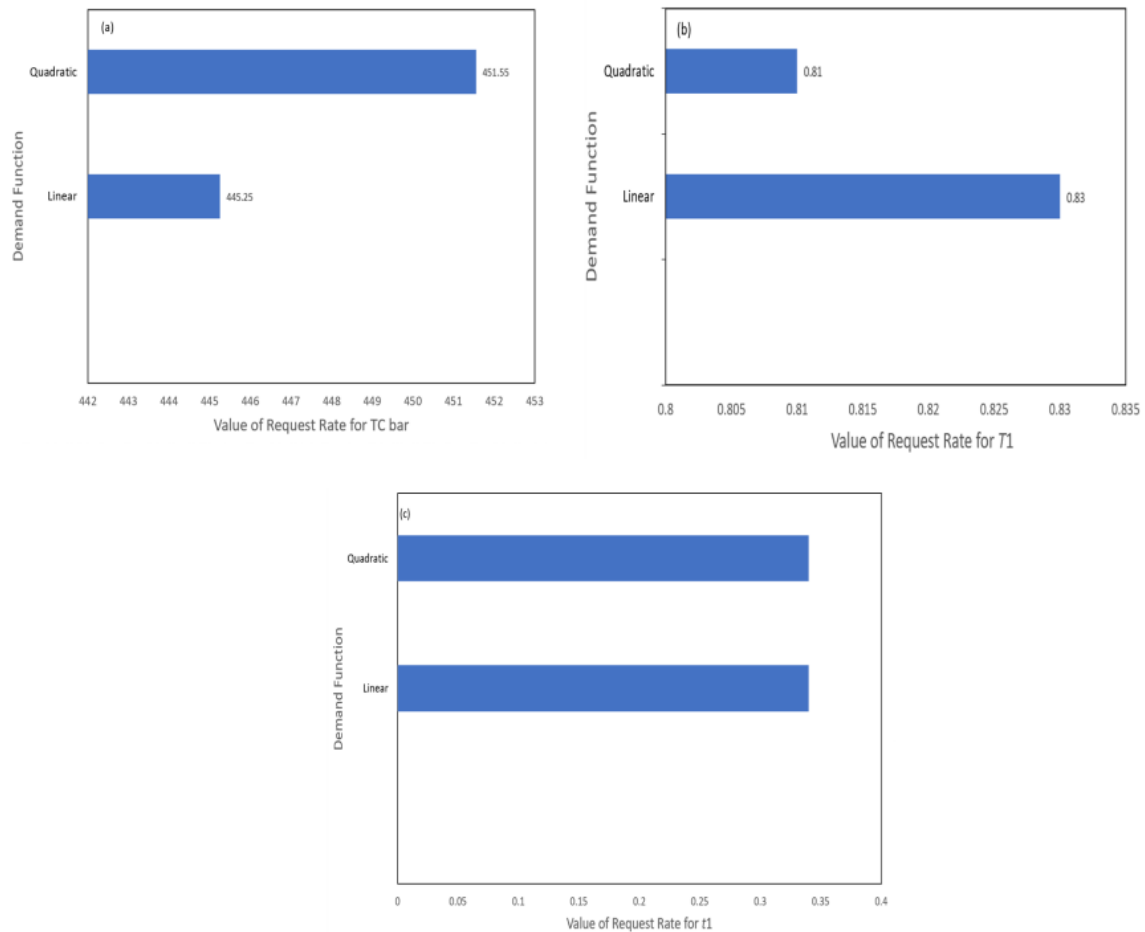 (a)
Quadratic
451.55
Linear
445.25
Demand Function
442 443 444 445 446 447 448 449 450 451 452 453
Value of Request Rate for TC bar
(b)
Quadratic
0.81
Linear
0.83
Demand Function
0.8 0.805 0.81 0.815 0.82 0.825 0.83 0.835
Value of Request Rate for T1
(c)
Quadratic
Linear
Demand Function
0 0.05 0.1 0.15 0.2 0.25 0.3 0.35 0.4
Value of Request Rate for t1